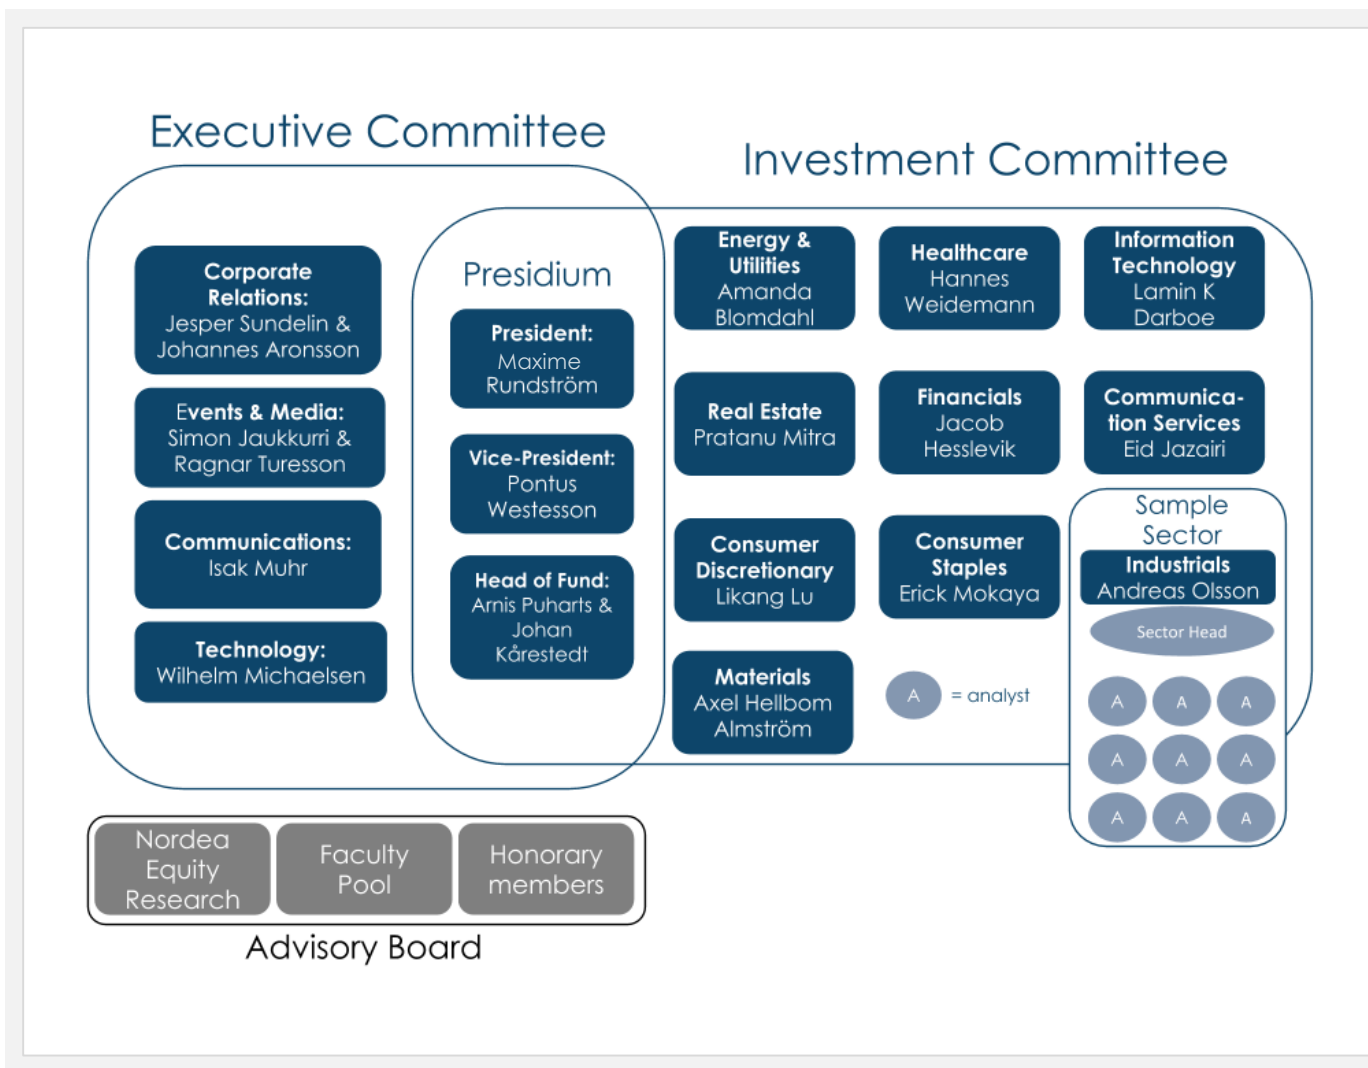 Executive Committee
Investment Committee
Corporate
Relations:
Jesper Sundelin &
Johannes Aronsson
Events & Media:
Simon Jaukkurri &
Ragnar Turesson
Communications:
Isak Muhr
Technology:
Wilhelm Michaelsen
Presidium
President:
Maxime
Rundström
Vice-President:
Pontus
Westesson
Head of Fund:
Arnis Puharts &
Johan
Kårestedt
Energy &
Utilities
Amanda
Blomdahl
Healthcare
Hannes
Weidemann
Information
Technology
Lamin K
Darboe
Real Estate
Pratanu Mitra
Financials
Jacob
Hesslevik
Communica-
tion Services
Eid Jazairi
Consumer
Discretionary
Likang Lu
Consumer
Staples
Erick Mokaya
Sample
Sector
Industrials
Andreas Olsson
Sector Head
Materials
Axel Hellbom
Almström
A = analyst
A A A
A A A
A A A
Nordea
Equity
Research
Faculty
Pool
Honorary
members
Advisory Board